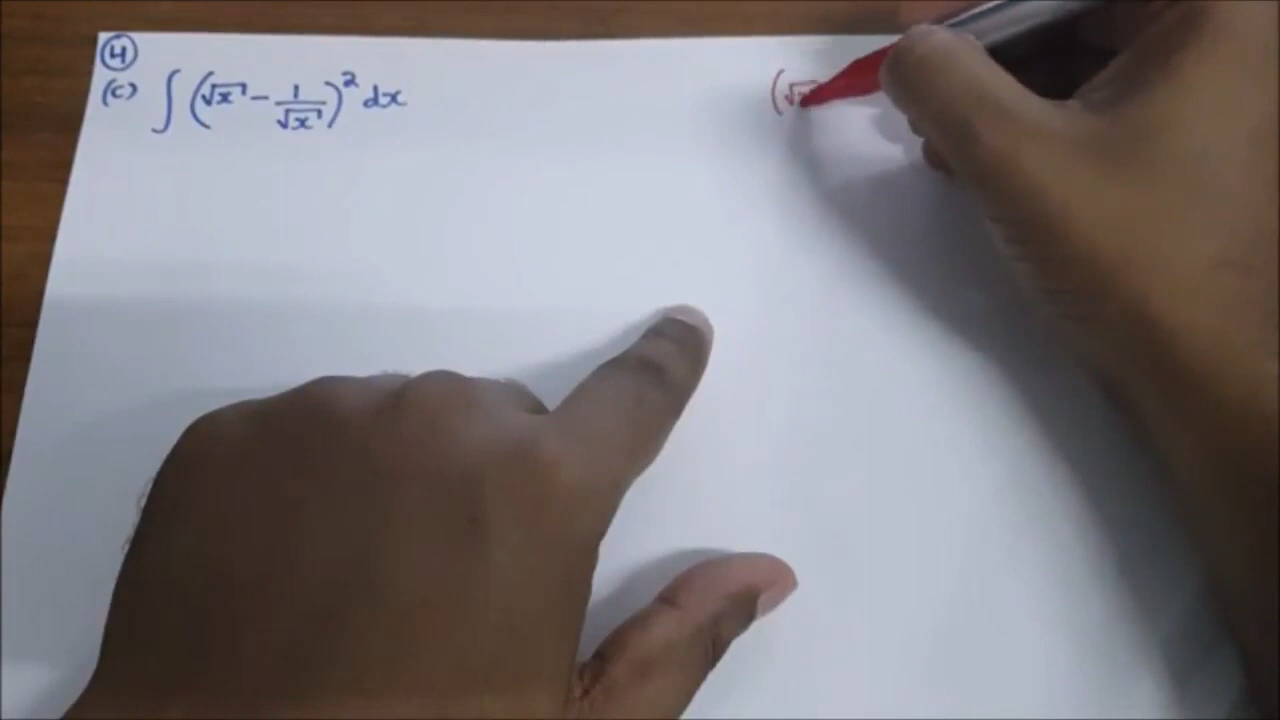 4
(c) ∫ (√x - 1/√x)² dx
(√x